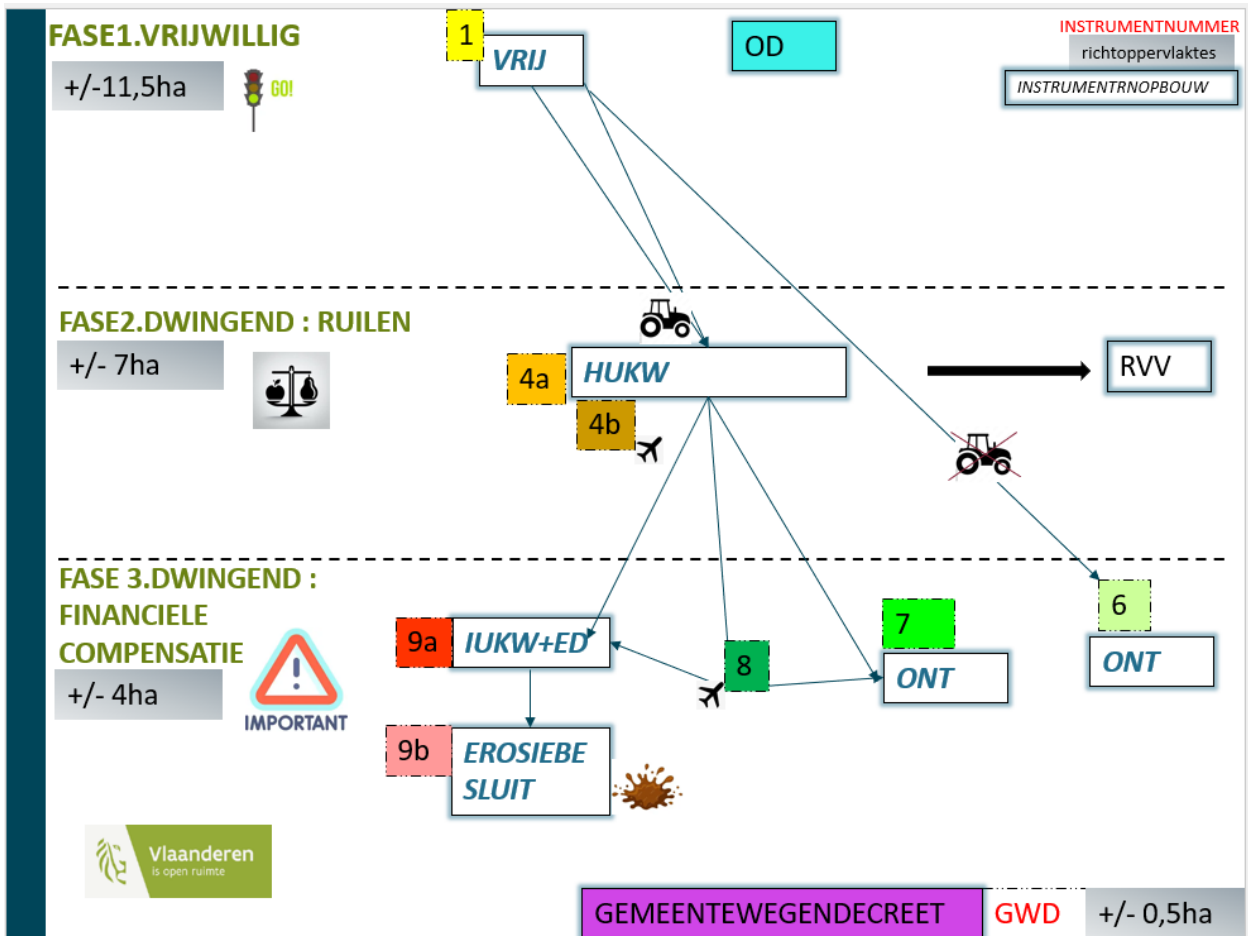 FASE1.VRIJWILLIG
+/-11,5ha
GO!
1
VRIJ
OD
INSTRUMENTNUMMER
richtoppervlaktes
INSTRUMENTRNOPBOUW
FASE2.DWINGEND : RUILEN
+/- 7ha
4a
HUKW
4b
RVV
FASE 3.DWINGEND :
FINANCIELE
COMPENSATIE
+/- 4ha
IMPORTANT
9a
IUKW+ED
8
7
ONT
6
ONT
9b
EROSIEBE
SLUIT
Vlaanderen
is open ruimte
GEMEENTEWEGENDECREET
GWD
+/- 0,5ha